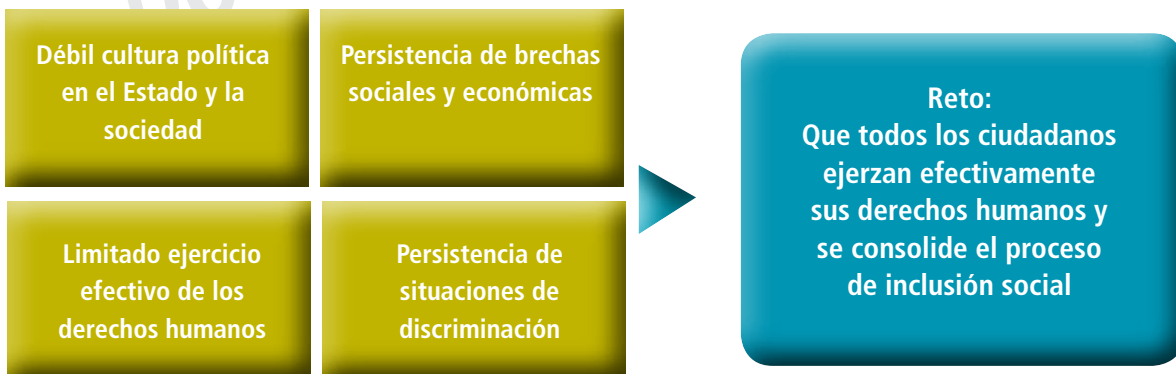 Débil cultura política
en el Estado y la
sociedad
Persistencia de brechas
sociales y económicas
Limitado ejercicio
efectivo de los
derechos humanos
Persistencia de
situaciones de
discriminación
Reto:
Que todos los ciudadanos
ejerzan efectivamente
sus derechos humanos y
se consolide el proceso
de inclusión social